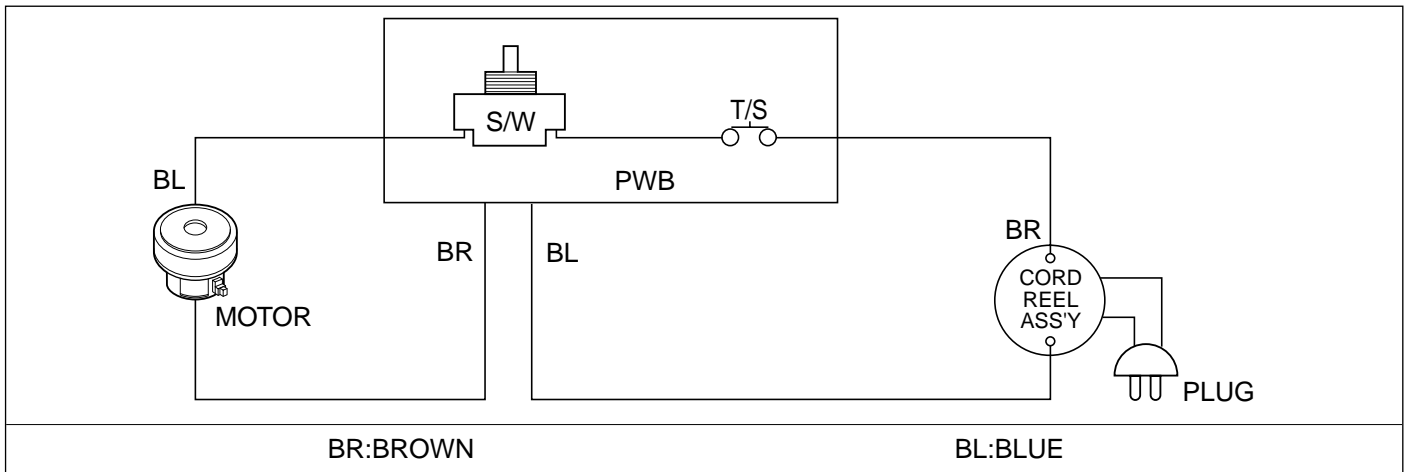 T/S
S/W
PWB
BL
BR
BL
BR
CORD
REEL
ASS'Y
MOTOR
PLUG
BR:BROWN
BL:BLUE